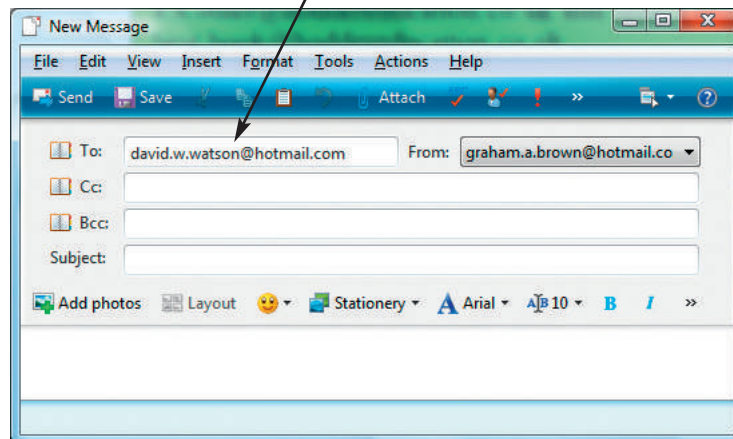 New Message
File Edit View Insert Format Tools Actions Help
Send Save Attach »
To: david.w.watson@hotmail.com From: graham.a.brown@hotmail.co
Cc:
Bcc:
Subject:
Add photos Layout Stationery A Arial A B 10 B I »